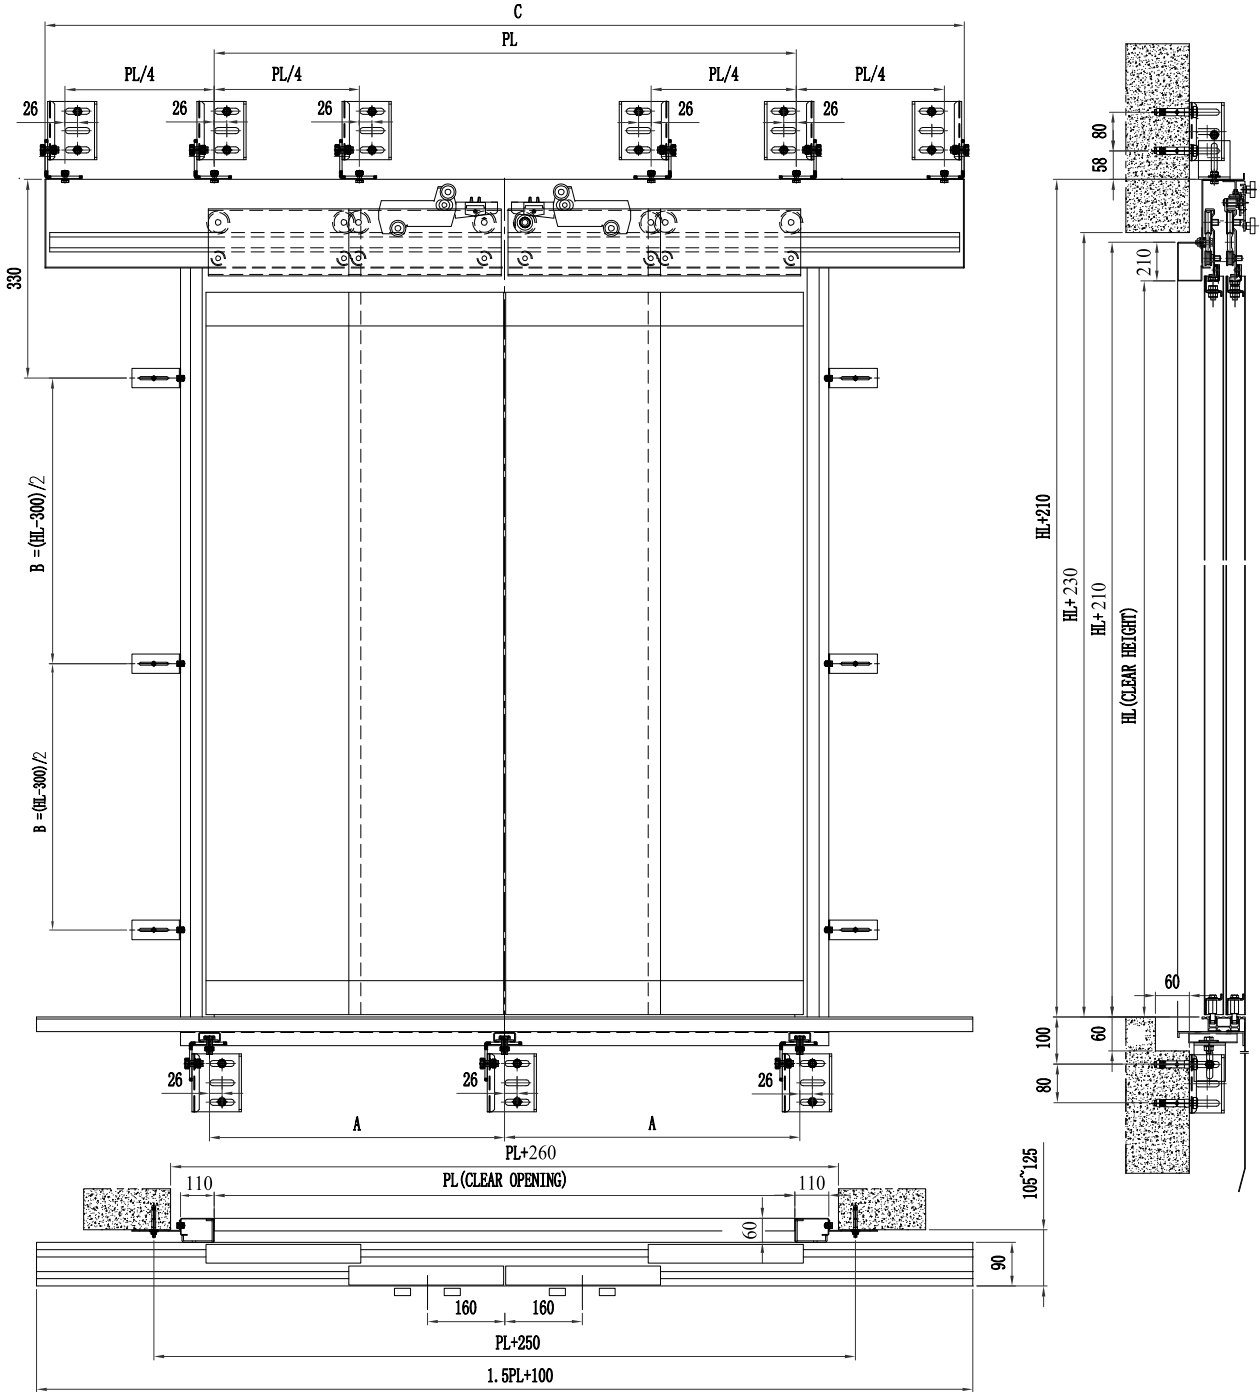 C
PL
PL/4
PL/4
PL/4
PL/4
26
26
26
26
26
26
80
58
330
210
B =(HL-300)/2
HL+210
HL+ 230
HL+ 210
HL(CLEAR HEIGHT)
B =(HL-300)/2
60
100
60
80
26
26
26
A
A
PL+260
105~125
110
PL(CLEAR OPENING)
110
60
90
160
160
PL+250
1.5PL+100